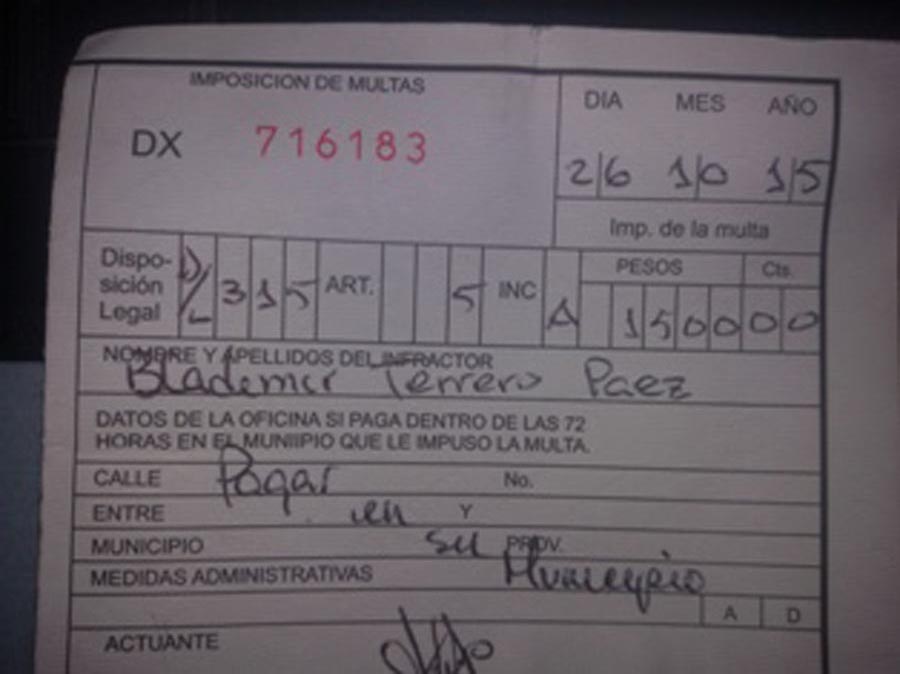 IMPOSICION DE MULTAS
DIA MES AÑO
DX 716183
2/6 10 15
Imp. de la multa
Dispo-
sición
Legal
D/L 315 ART. 5 INC A
PESOS Cts.
150000
NOMBRE Y APELLIDOS DEL INFRACTOR
Blademir Terrero Paez
DATOS DE LA OFICINA SI PAGA DENTRO DE LAS 72
HORAS EN EL MUNIIPIO QUE LE IMPUSO LA MULTA.
CALLE Pagar No.
ENTRE en Y
MUNICIPIO su PROV.
MEDIDAS ADMINISTRATIVAS Municipio
A D
ACTUANTE